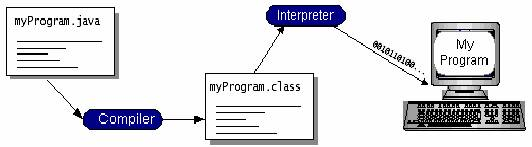 myProgram.java
Compiler
myProgram.class
Interpreter
0010110100...
My
Program